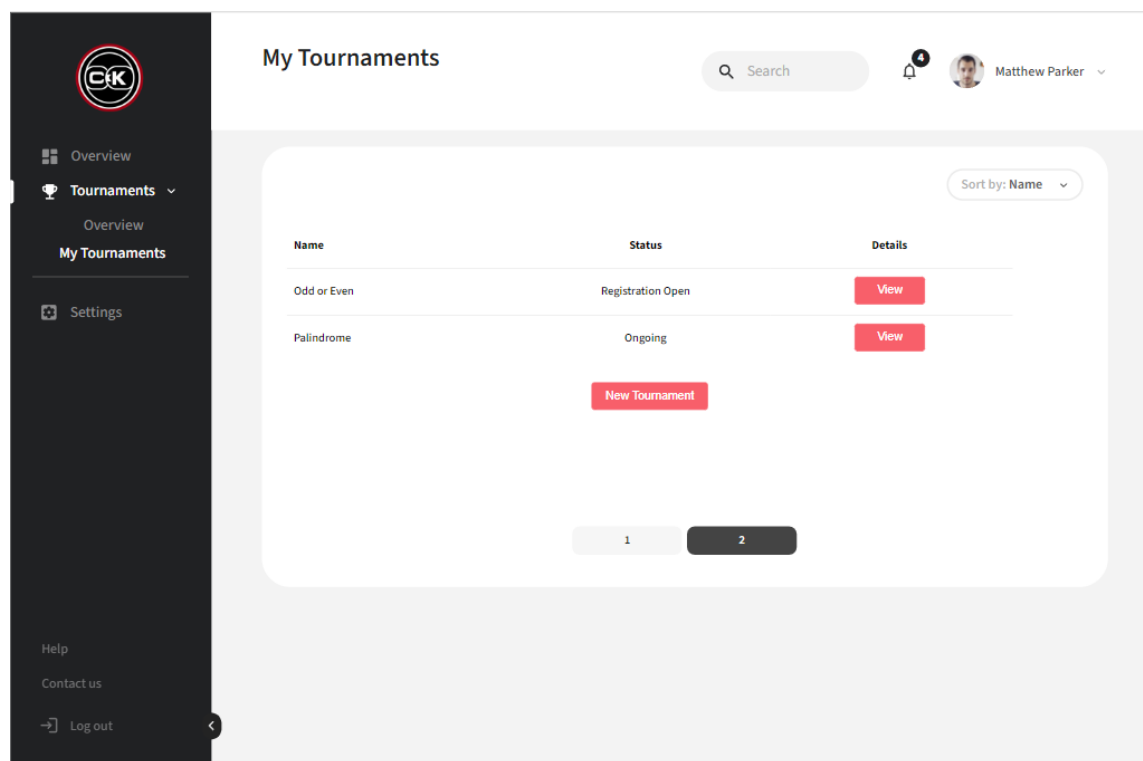 C&K
My Tournaments
Search
4
Matthew Parker
Overview
Tournaments
Overview
My Tournaments
Settings
Sort by: Name
Name Status Details
Odd or Even Registration Open View
Palindrome Ongoing View
New Tournament
1 2
Help
Contact us
Log out